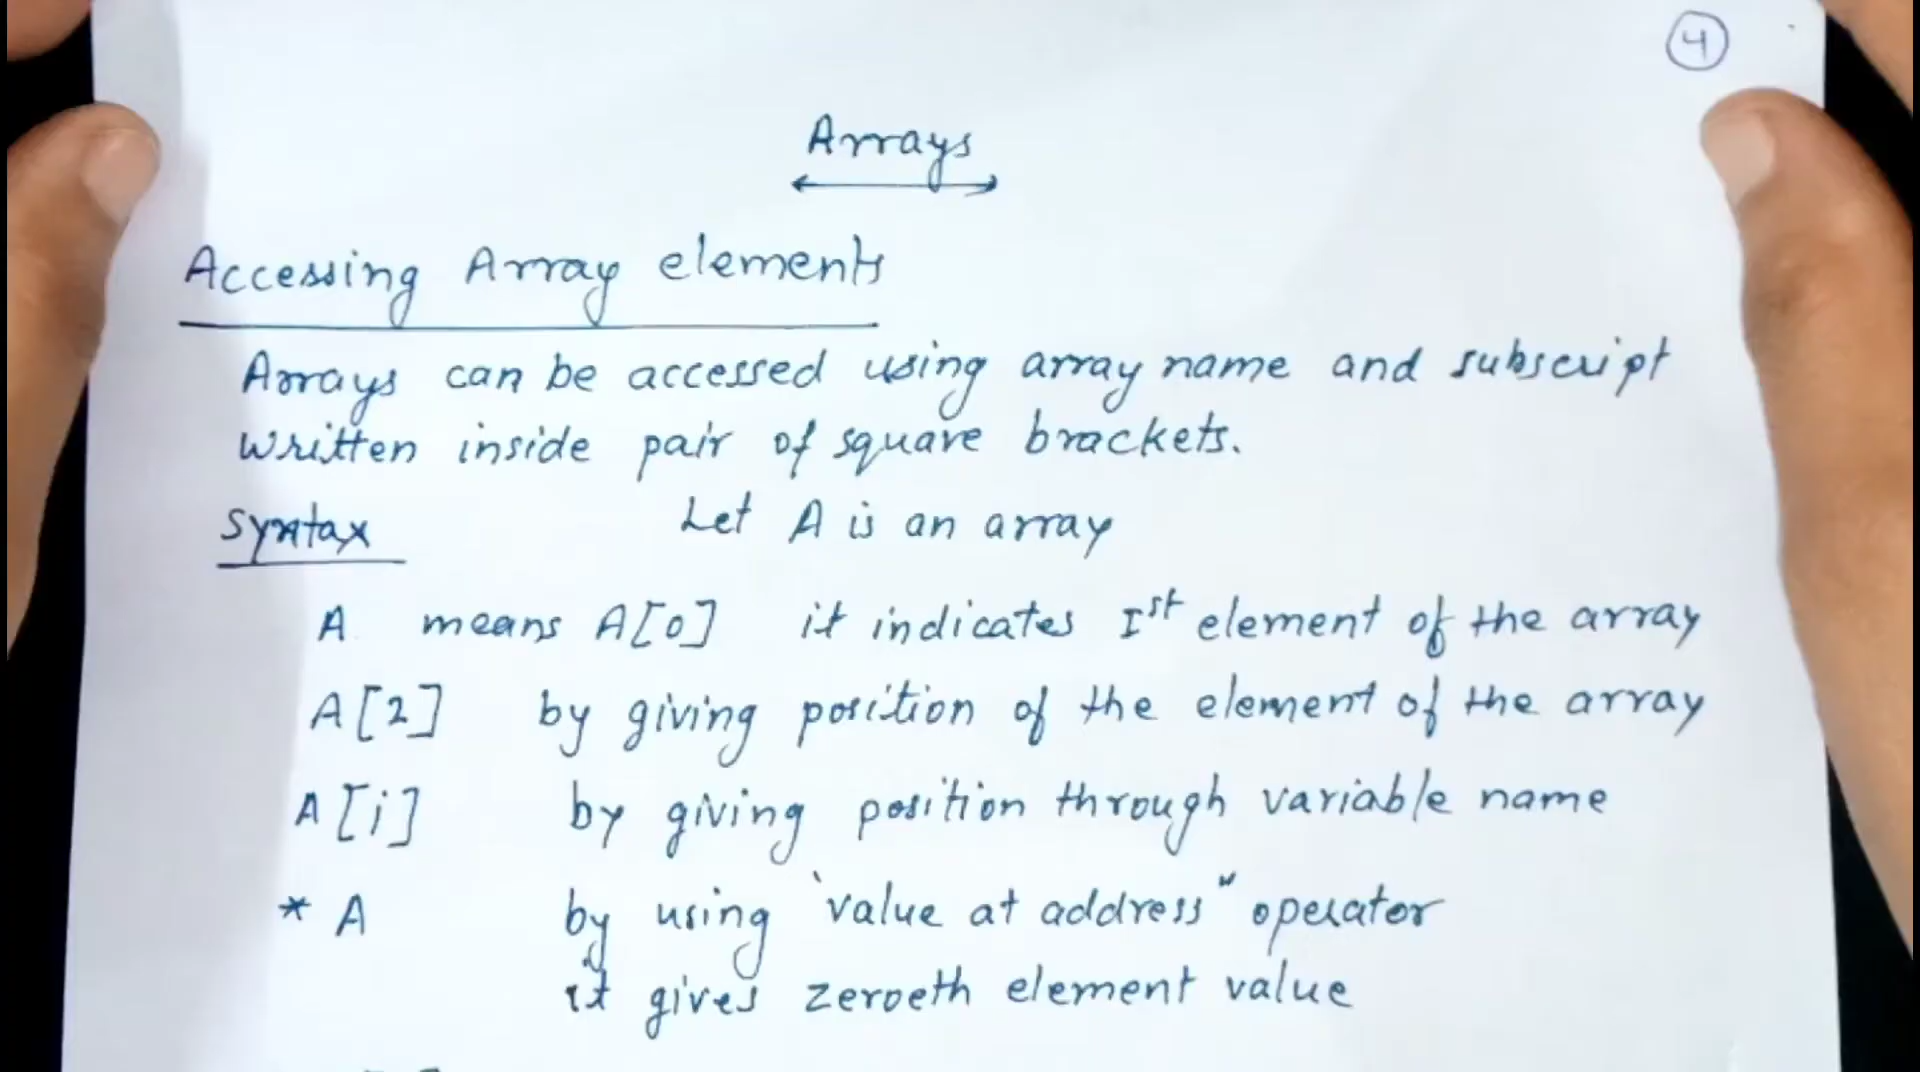 4
Arrays
Accessing Array elements
Arrays can be accessed using array name and subscript
written inside pair of square brackets.
Syntax Let A is an array
A means A[0] it indicates Ist element of the array
A[2] by giving position of the element of the array
A[i] by giving position through variable name
* A by using ‘value at address" operator
it gives zeroeth element value